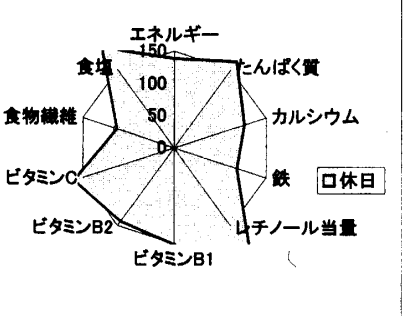 エネルギー
150
食塩
たんぱく質
100
食物繊維
50
カルシウム
0
ビタミンC
鉄
休日
ビタミンB2
レチノール当量
ビタミンB1